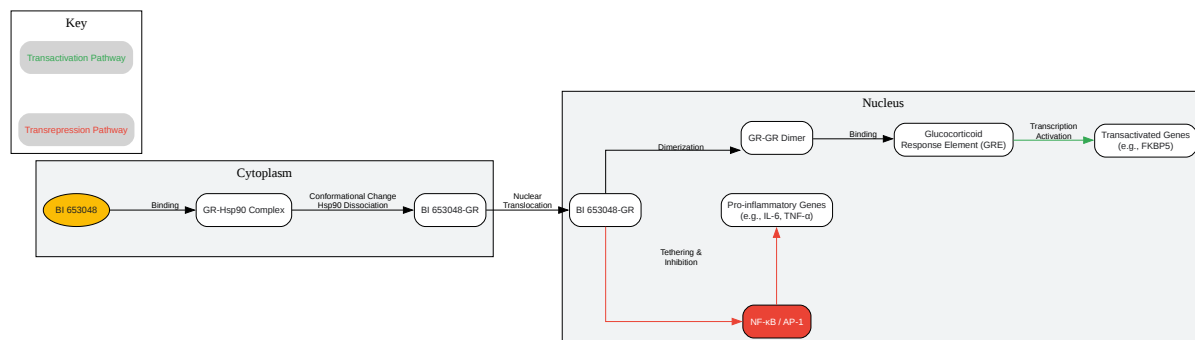 Key
Transactivation Pathway
Transrepression Pathway
Cytoplasm
BI 653048
Binding
GR-Hsp90 Complex
Conformational Change
Hsp90 Dissociation
BI 653048-GR
Nuclear
Translocation
Nucleus
BI 653048-GR
Dimerization
GR-GR Dimer
Binding
Glucocorticoid
Response Element (GRE)
Transcription
Activation
Transactivated Genes
(e.g., FKBP5)
Tethering &
Inhibition
NF-κB / AP-1
Pro-inflammatory Genes
(e.g., IL-6, TNF-α)